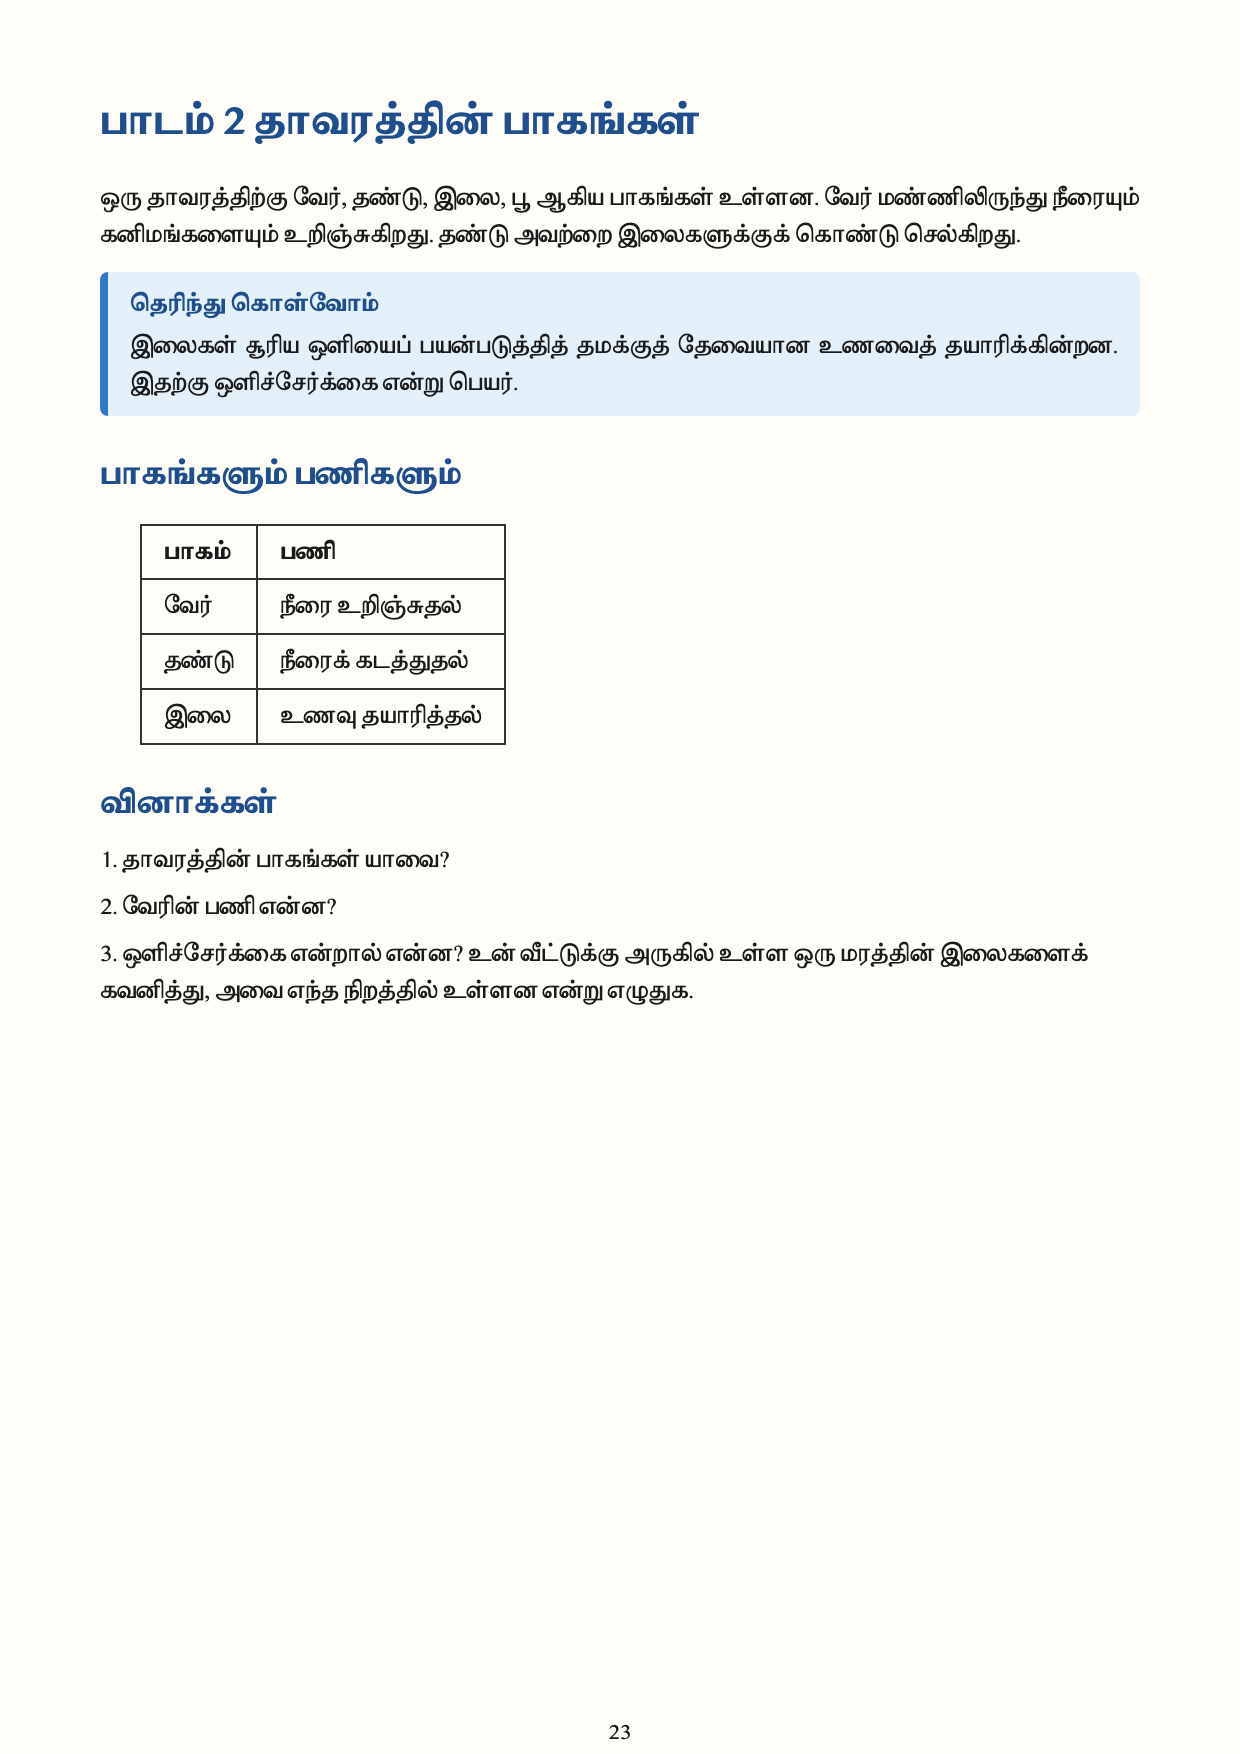 பாடம் 2 தாவரத்தின் பாகங்கள்
ஒரு தாவரத்திற்கு வேர், தண்டு, இலை, பூ ஆகிய பாகங்கள் உள்ளன. வேர் மண்ணிலிருந்து நீரையும்
கனிமங்களையும் உறிஞ்சுகிறது. தண்டு அவற்றை இலைகளுக்குக் கொண்டு செல்கிறது.
தெரிந்து கொள்வோம்
இலைகள் சூரிய ஒளியைப் பயன்படுத்தித் தமக்குத் தேவையான உணவைத் தயாரிக்கின்றன.
இதற்கு ஒளிச்சேர்க்கை என்று பெயர்.
பாகங்களும் பணிகளும்
பாகம் பணி
வேர் நீரை உறிஞ்சுதல்
தண்டு நீரைக் கடத்துதல்
இலை உணவு தயாரித்தல்
வினாக்கள்
1. தாவரத்தின் பாகங்கள் யாவை?
2. வேரின் பணி என்ன?
3. ஒளிச்சேர்க்கை என்றால் என்ன? உன் வீட்டுக்கு அருகில் உள்ள ஒரு மரத்தின் இலைகளைக்
கவனித்து, அவை எந்த நிறத்தில் உள்ளன என்று எழுதுக.
23